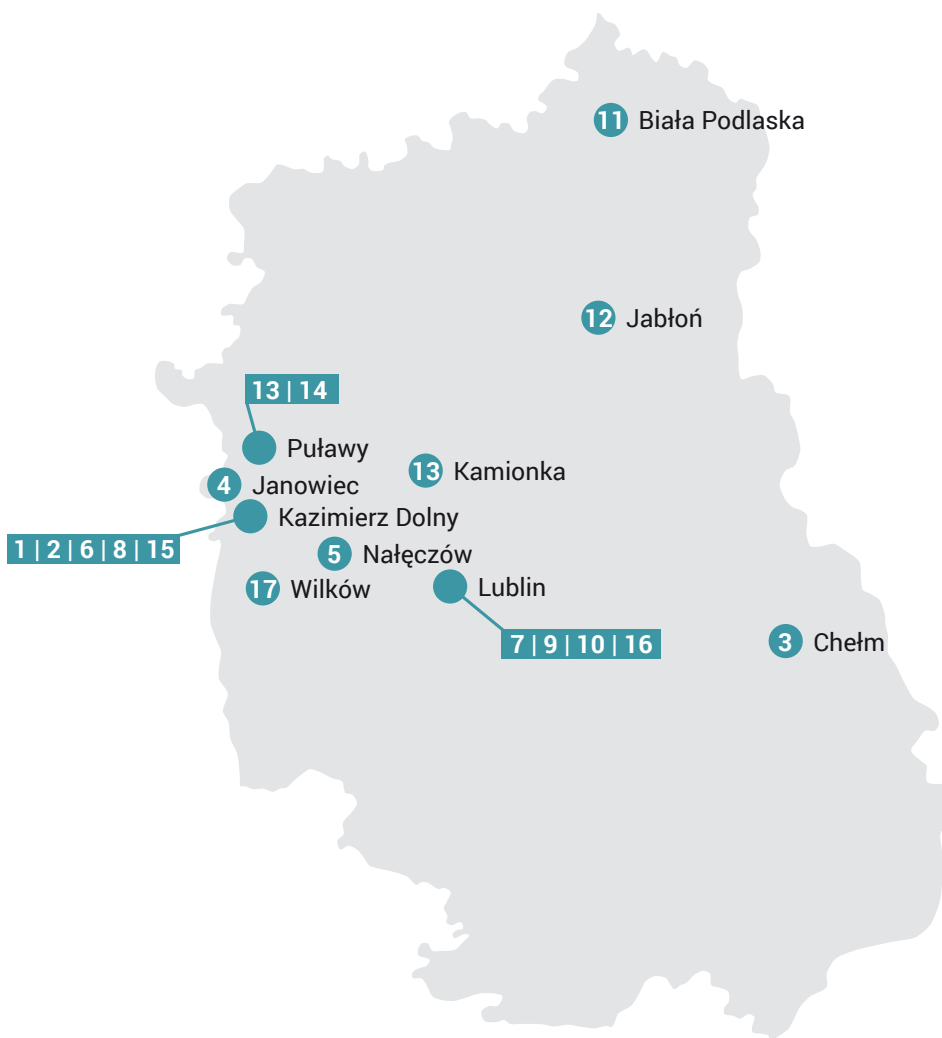 11 Biała Podlaska
12 Jabłoń
13 | 14
Puławy
13 Kamionka
4 Janowiec
Kazimierz Dolny
1 | 2 | 6 | 8 | 15
5 Nałęczów
17 Wilków
Lublin
7 | 9 | 10 | 16
3 Chełm